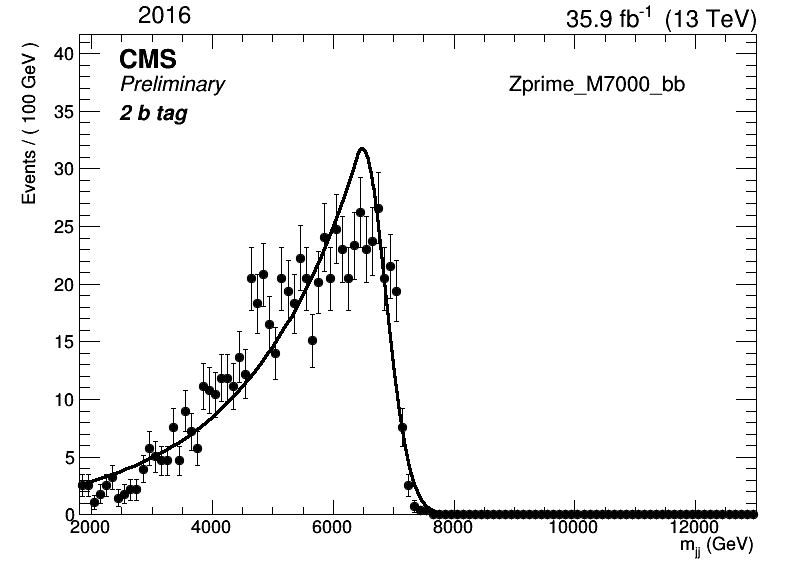 2016
35.9 fb-1 (13 TeV)
CMS
Preliminary
2 b tag
Zprime_M7000_bb
Events / ( 100 GeV )
40
35
30
25
20
15
10
5
0
2000 4000 6000 8000 10000 12000
mjj (GeV)